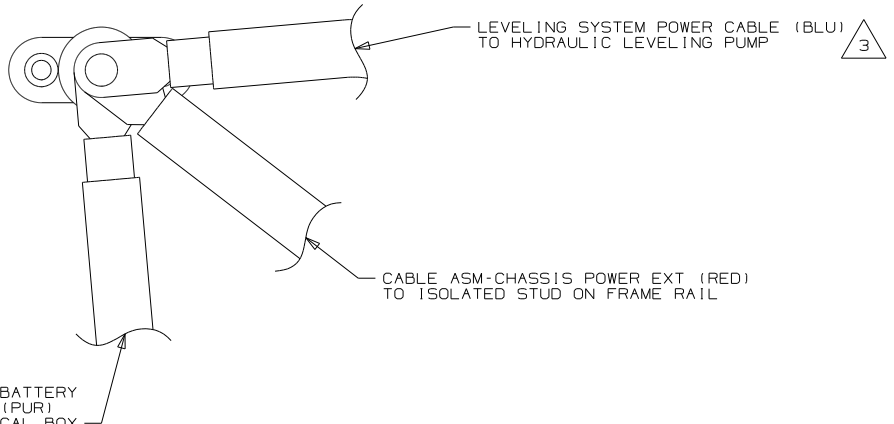 LEVELING SYSTEM POWER CABLE (BLU)
TO HYDRAULIC LEVELING PUMP
3
CABLE ASM-CHASSIS POWER EXT (RED)
TO ISOLATED STUD ON FRAME RAIL
BATTERY
(PUR)
CAL BOX